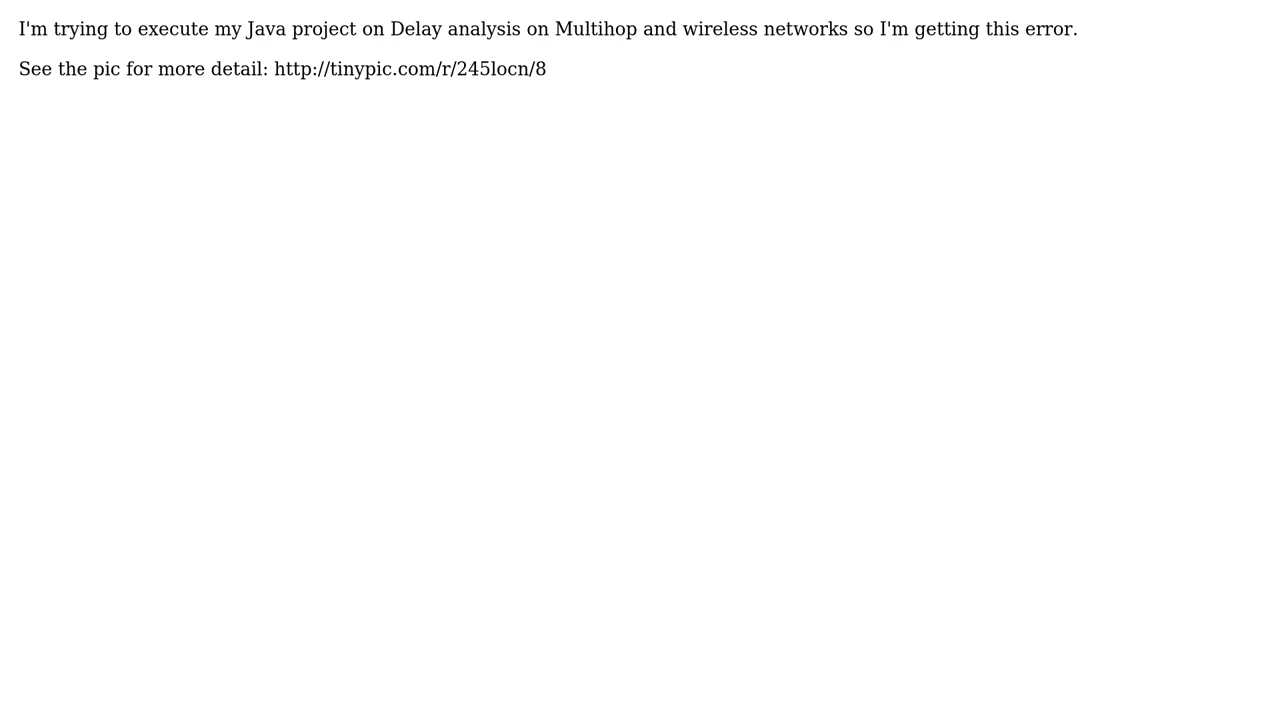 I'm trying to execute my Java project on Delay analysis on Multihop and wireless networks so I'm getting this error.
See the pic for more detail: http://tinypic.com/r/245locn/8